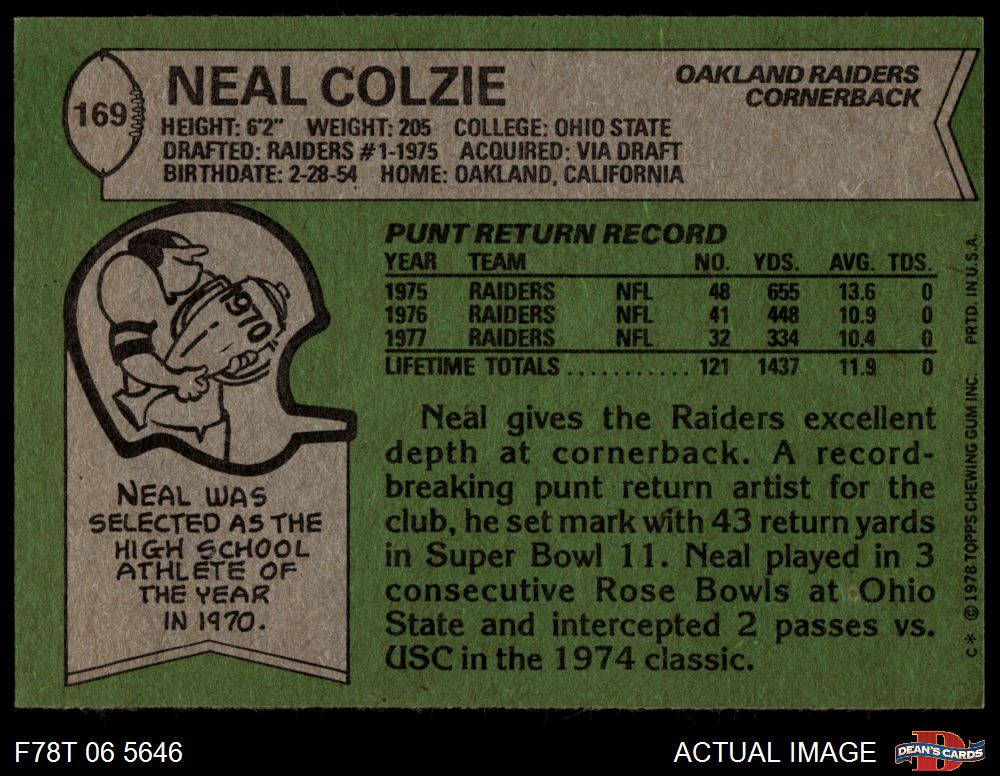 169
NEAL COLZIE
OAKLAND RAIDERS
CORNERBACK
HEIGHT: 6'2" WEIGHT: 205 COLLEGE: OHIO STATE
DRAFTED: RAIDERS #1-1975 ACQUIRED: VIA DRAFT
BIRTHDATE: 2-28-54 HOME: OAKLAND, CALIFORNIA
1970
NEAL WAS
SELECTED AS THE
HIGH SCHOOL
ATHLETE OF
THE YEAR
IN 1970.
PUNT RETURN RECORD
YEAR TEAM NO. YDS. AVG. TDS.
1975 RAIDERS NFL 48 655 13.6 0
1976 RAIDERS NFL 41 448 10.9 0
1977 RAIDERS NFL 32 334 10.4 0
LIFETIME TOTALS........... 121 1437 11.9 0
Neal gives the Raiders excellent
depth at cornerback. A record-
breaking punt return artist for the
club, he set mark with 43 return yards
in Super Bowl 11. Neal played in 3
consecutive Rose Bowls at Ohio
State and intercepted 2 passes vs.
USC in the 1974 classic.
C* © 1978 TOPPS CHEWING GUM INC. PRTD. IN U.S.A.
F78T 06 5646
ACTUAL IMAGE
DEAN'S CARDS